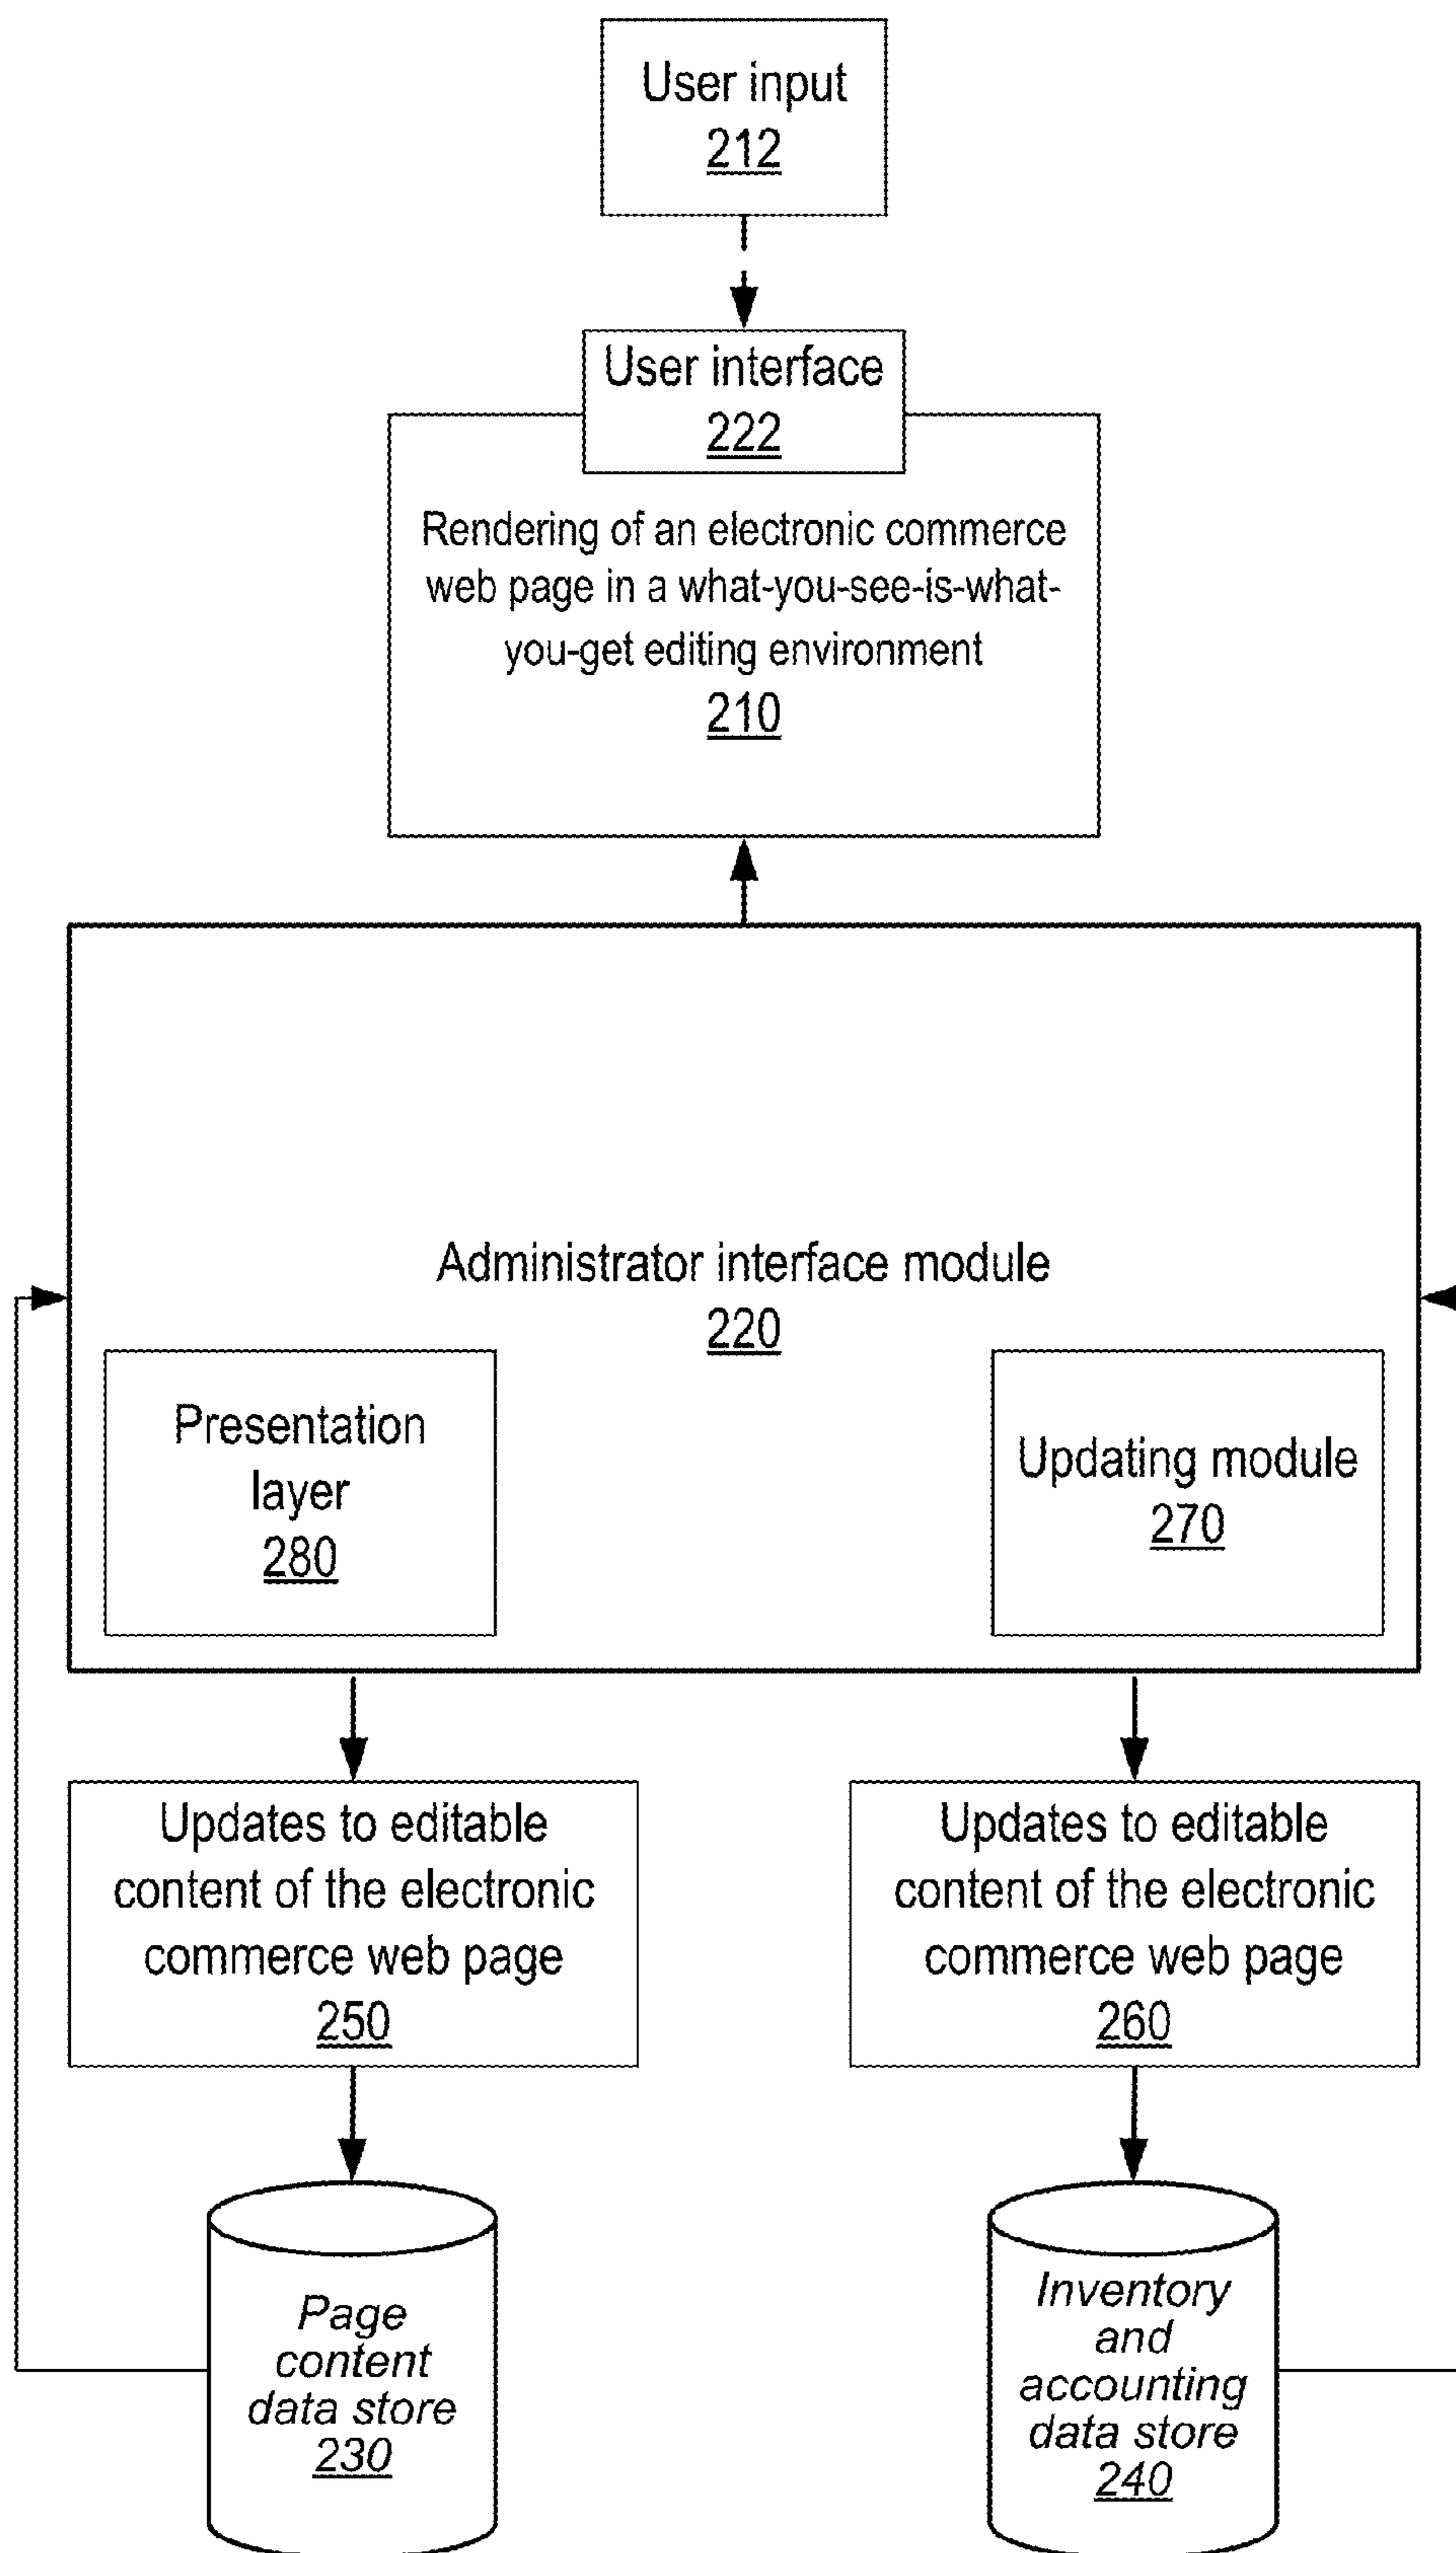 User input
212
User interface
222
Rendering of an electronic commerce
web page in a what-you-see-is-what-
you-get editing environment
210
Administrator interface module
220
Presentation
layer
280
Updating module
270
Updates to editable
content of the electronic
commerce web page
250
Updates to editable
content of the electronic
commerce web page
260
Page
content
data store
230
Inventory
and
accounting
data store
240